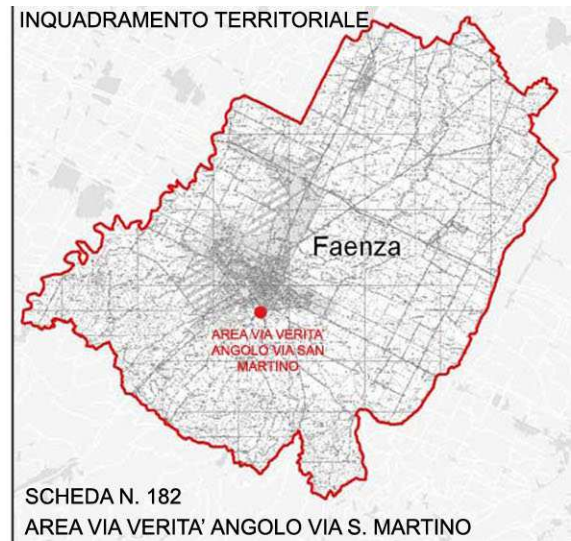 INQUADRAMENTO TERRITORIALE
Faenza
AREA VIA VERITA'
ANGOLO VIA SAN
MARTINO
SCHEDA N. 182
AREA VIA VERITA' ANGOLO VIA S. MARTINO